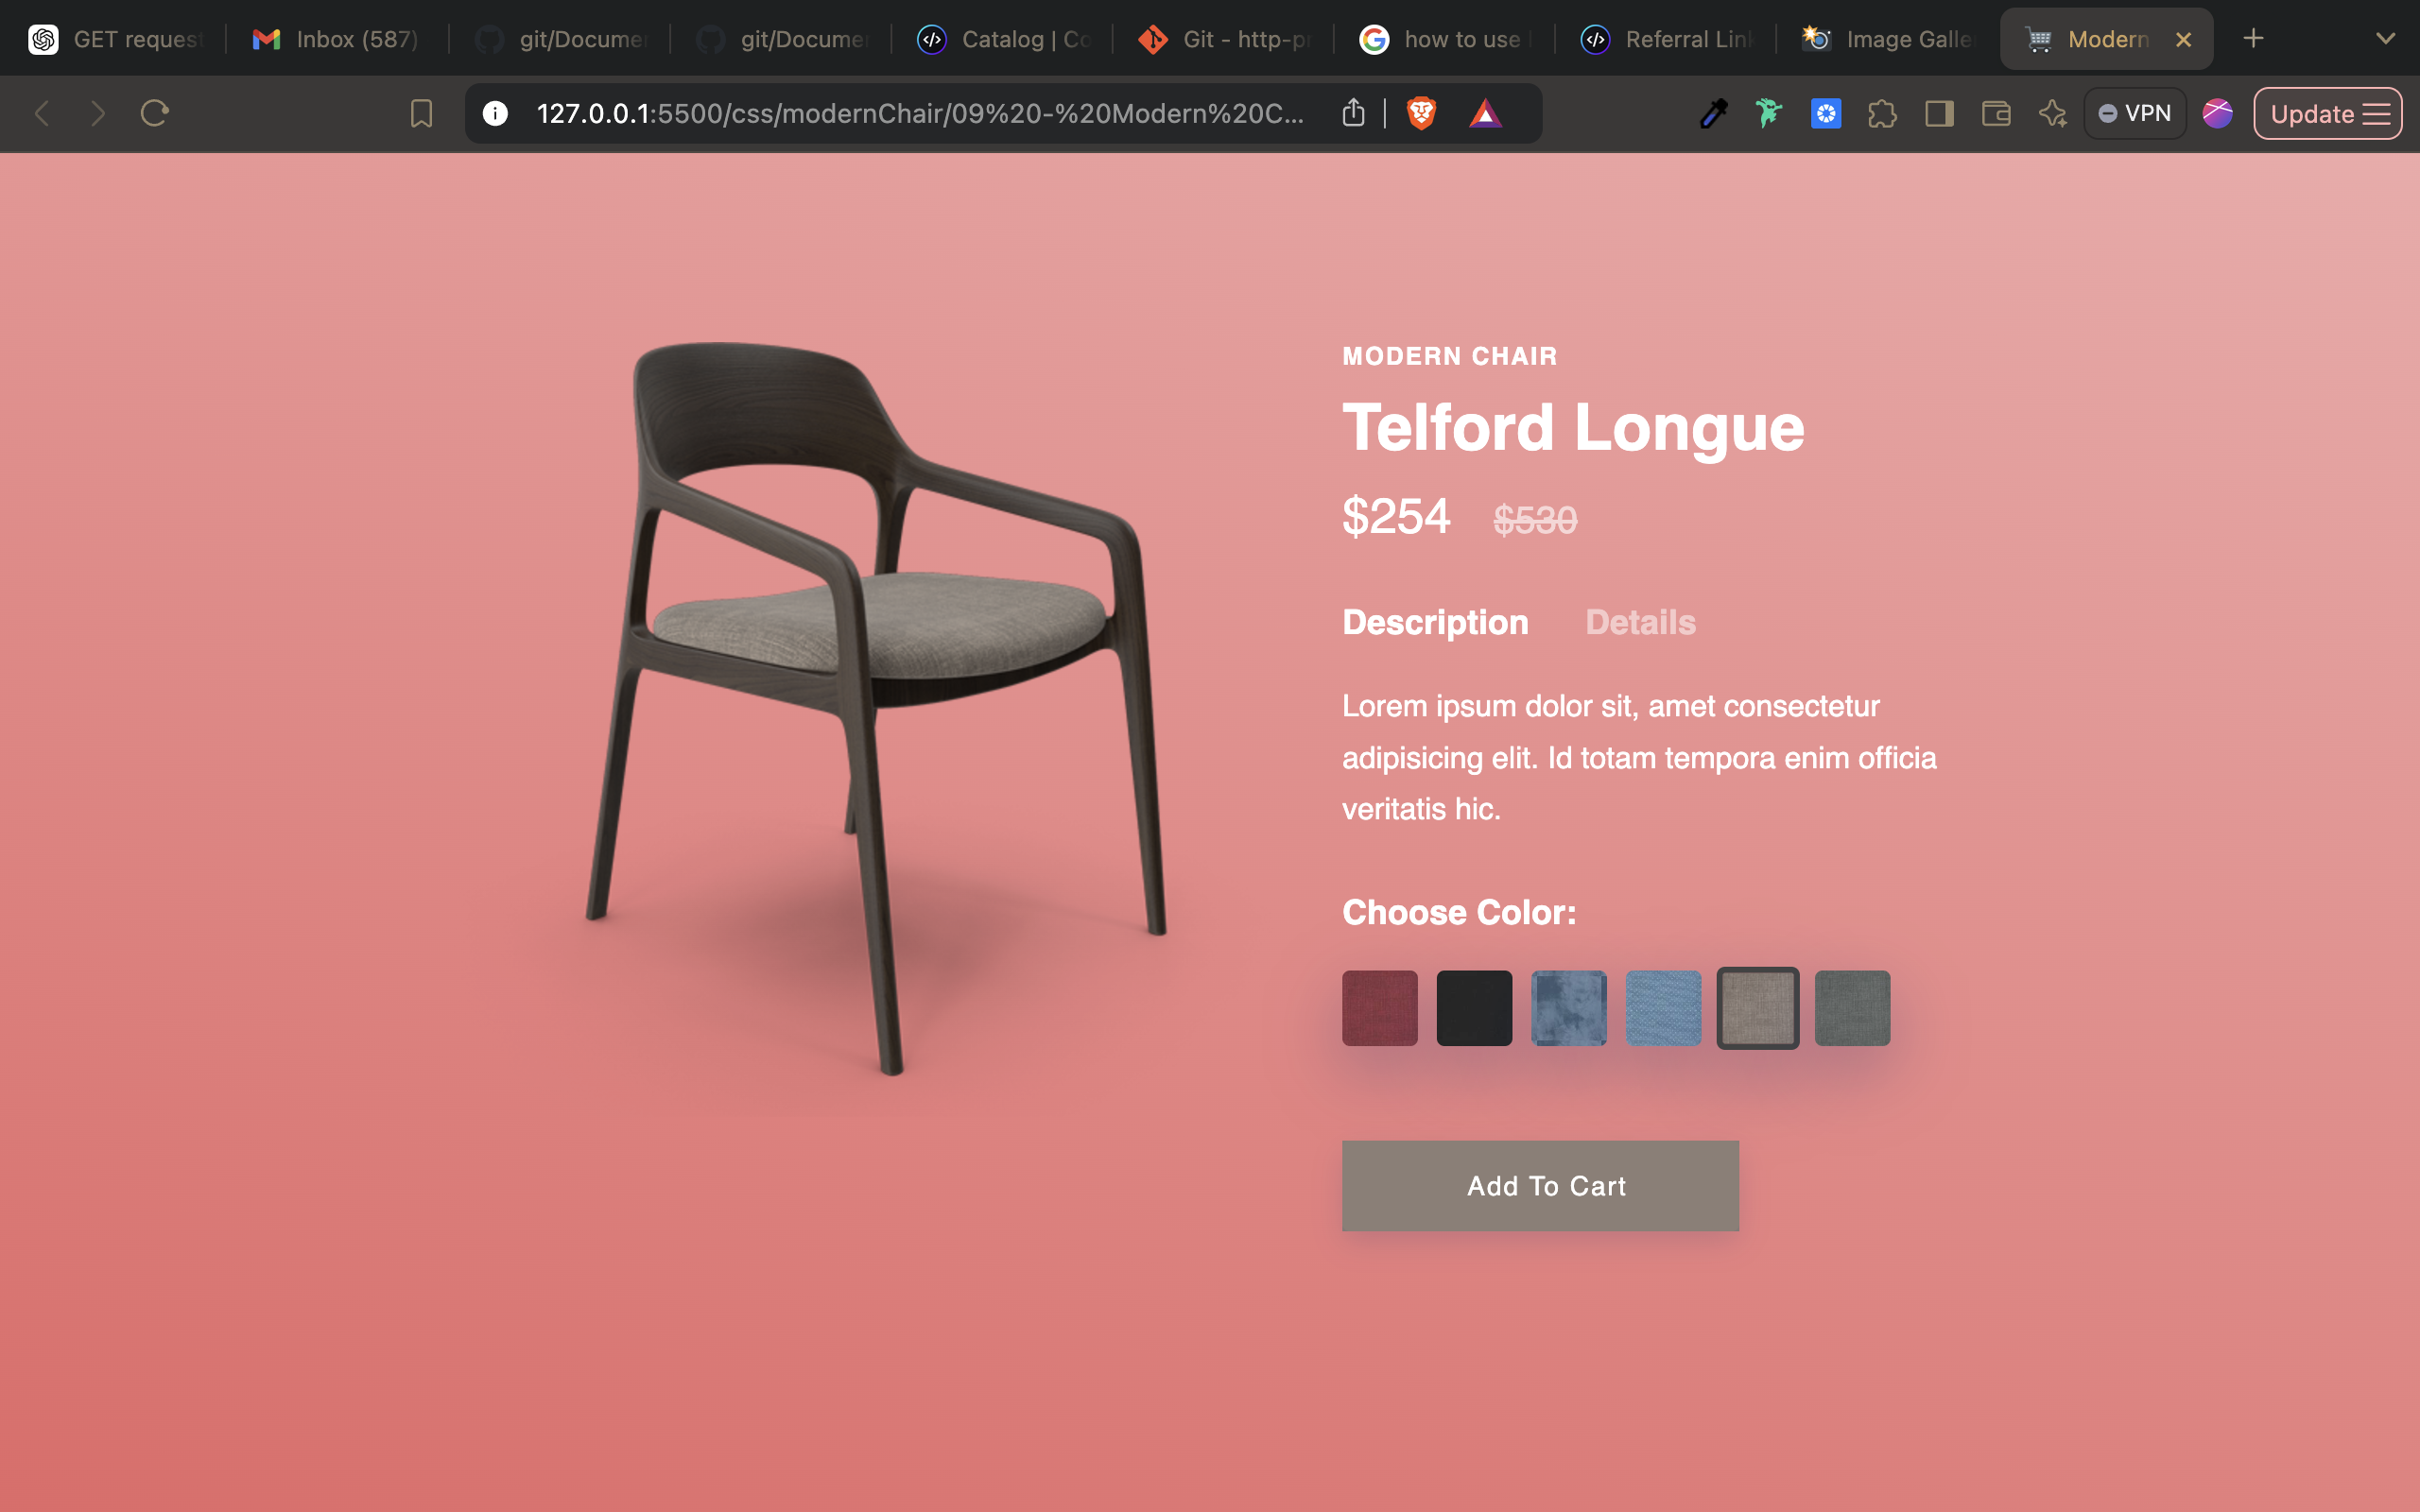 GET request
Inbox (587)
git/Docume
git/Docume
Catalog | Co
Git - http-p
how to use
Referral Link
Image Galle
Modern
127.0.0.1:5500/css/modernChair/09%20-%20Modern%20C...
VPN
Update
MODERN CHAIR
Telford Longue
$254 $530
Description Details
Lorem ipsum dolor sit, amet consectetur
adipisicing elit. Id totam tempora enim officia
veritatis hic.
Choose Color:
Add To Cart